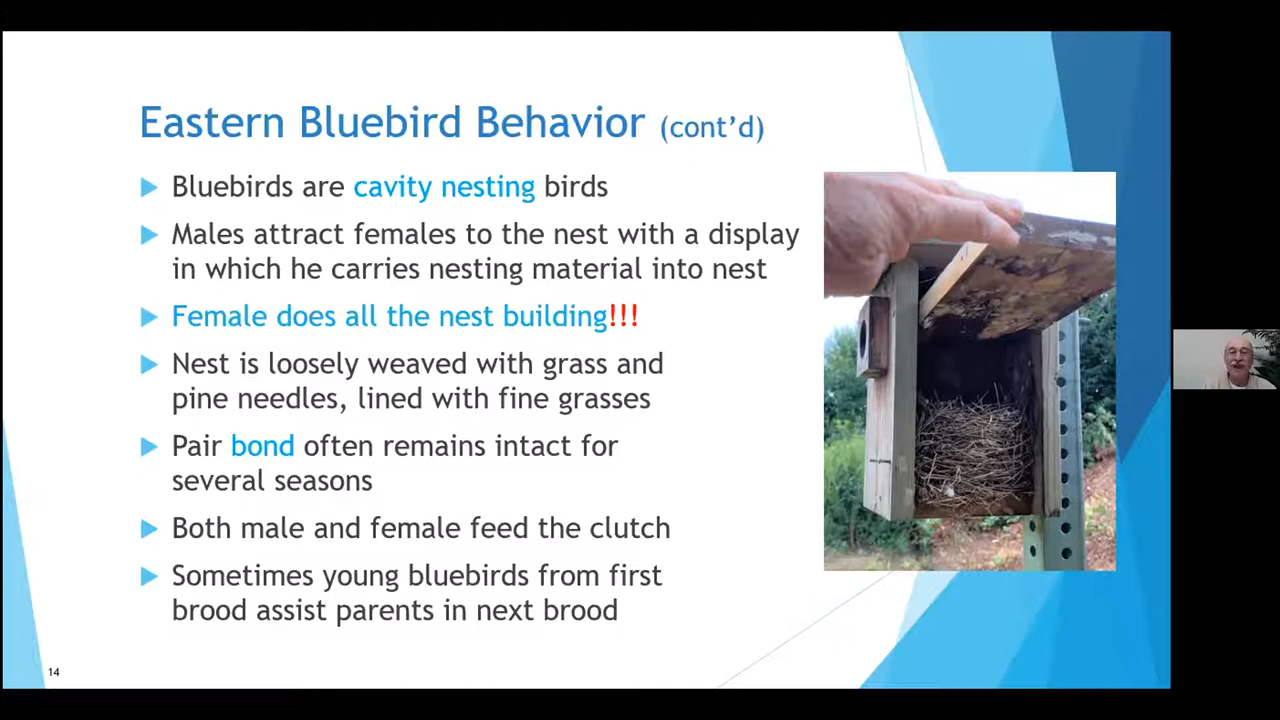 Eastern Bluebird Behavior (cont’d)
Bluebirds are cavity nesting birds
Males attract females to the nest with a display
in which he carries nesting material into nest
Female does all the nest building!!!
Nest is loosely weaved with grass and
pine needles, lined with fine grasses
Pair bond often remains intact for
several seasons
Both male and female feed the clutch
Sometimes young bluebirds from first
brood assist parents in next brood
14